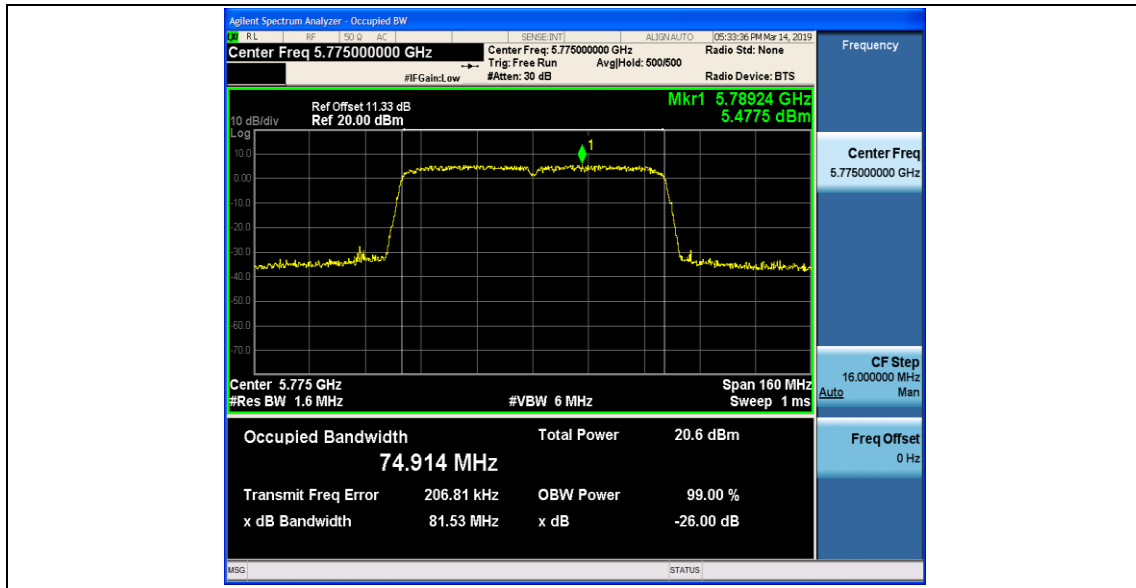 Agilent Spectrum Analyzer - Occupied BW
RL RF 50 Ω AC SENSE:INT ALIGN AUTO 05:33:36 PM Mar 14, 2019
Center Freq 5.775000000 GHz
Center Freq: 5.775000000 GHz Radio Std: None
Trig: Free Run Avg|Hold: 500/500
#IFGain:Low #Atten: 30 dB Radio Device: BTS
Frequency
Mkr1 5.78924 GHz
5.4775 dBm
Ref Offset 11.33 dB
10 dB/div Ref 20.00 dBm
Log
10.0
0.00
-10.0
-20.0
-30.0
-40.0
-50.0
-60.0
-70.0
1
Center 5.775 GHz Span 160 MHz
#Res BW 1.6 MHz #VBW 6 MHz Sweep 1 ms
Center Freq
5.775000000 GHz
CF Step
16.000000 MHz
Auto Man
Freq Offset
0 Hz
Occupied Bandwidth Total Power 20.6 dBm
74.914 MHz
Transmit Freq Error 206.81 kHz OBW Power 99.00 %
x dB Bandwidth 81.53 MHz x dB -26.00 dB
MSG STATUS